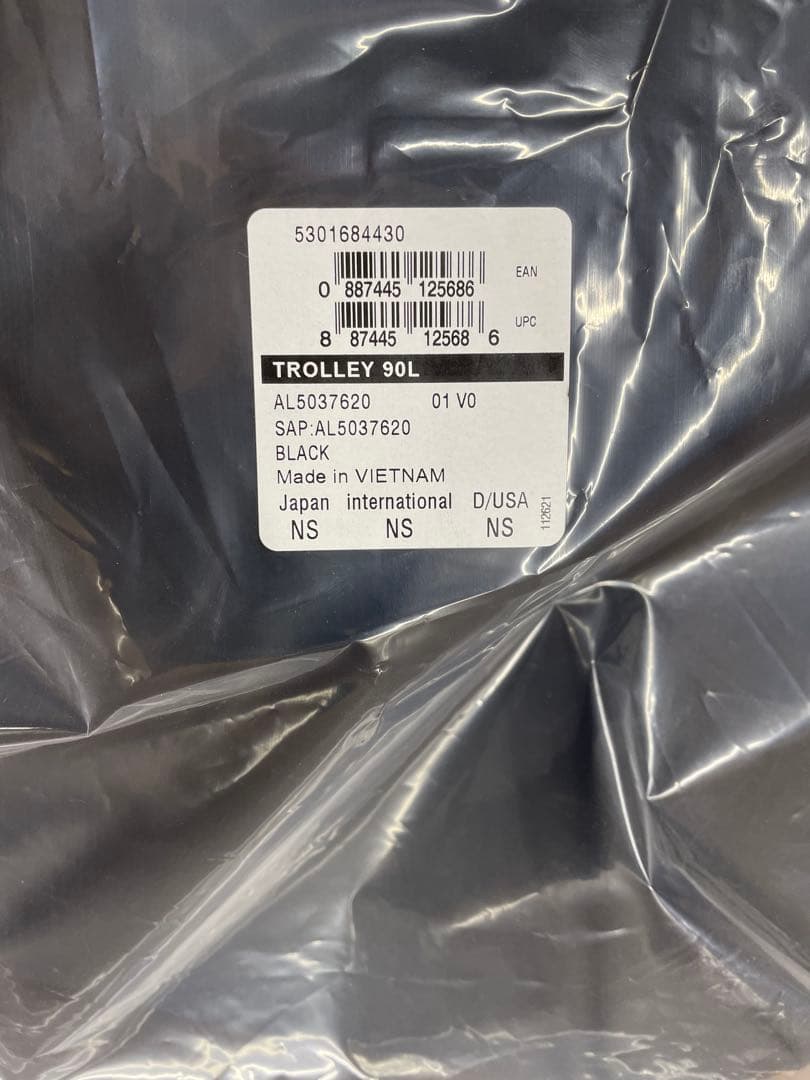 5301684430
EAN
0 887445 125686
UPC
8 87445 12568 6
TROLLEY 90L
AL5037620 01 V0
SAP:AL5037620
BLACK
Made in VIETNAM
Japan international D/USA
NS NS NS
112621